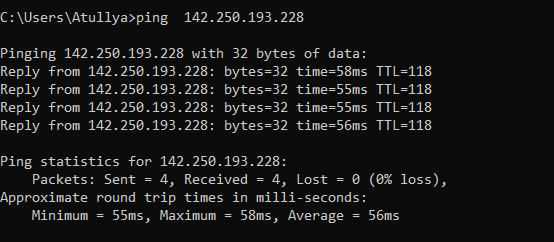 C:\Users\Atullya>ping  142.250.193.228
Pinging 142.250.193.228 with 32 bytes of data:
Reply from 142.250.193.228: bytes=32 time=58ms TTL=118
Reply from 142.250.193.228: bytes=32 time=55ms TTL=118
Reply from 142.250.193.228: bytes=32 time=55ms TTL=118
Reply from 142.250.193.228: bytes=32 time=56ms TTL=118
Ping statistics for 142.250.193.228:
    Packets: Sent = 4, Received = 4, Lost = 0 (0% loss),
Approximate round trip times in milli-seconds:
    Minimum = 55ms, Maximum = 58ms, Average = 56ms